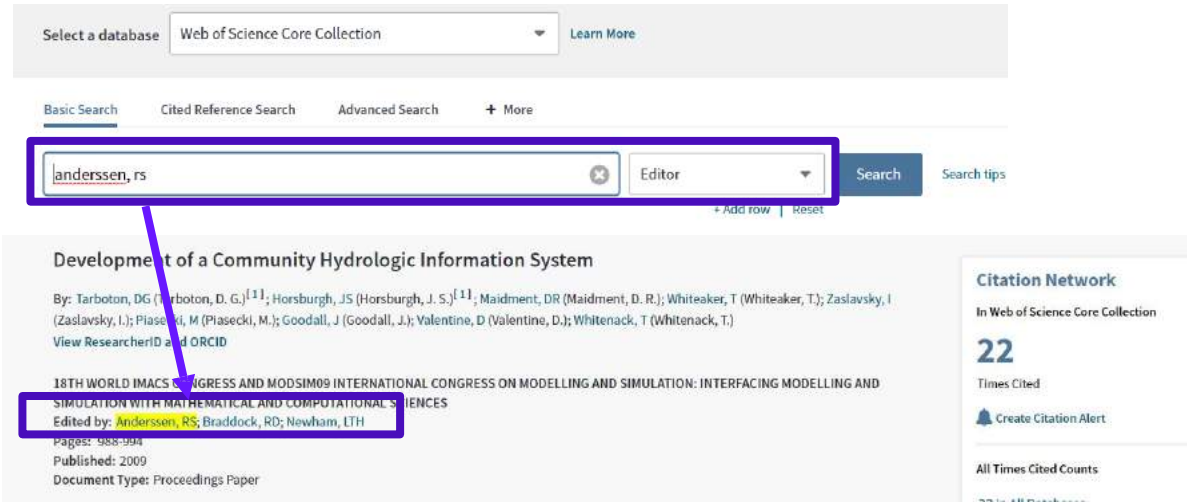 Select a database Web of Science Core Collection Learn More
Basic Search Cited Reference Search Advanced Search + More
anderssen, rs Editor Search Search tips
+ Add row | Reset
Development of a Community Hydrologic Information System
By: Tarboton, DG (Tarboton, D. G.)[1]; Horsburgh, JS (Horsburgh, J. S.)[1]; Maidment, DR (Maidment, D. R.); Whiteaker, T (Whiteaker, T.); Zaslavsky, I
(Zaslavsky, I.); Piasecki, M (Piasecki, M.); Goodall, J (Goodall, J.); Valentine, D (Valentine, D.); Whitenack, T (Whitenack, T.)
View ResearcherID and ORCID
18TH WORLD IMACS CONGRESS AND MODSIM09 INTERNATIONAL CONGRESS ON MODELLING AND SIMULATION: INTERFACING MODELLING AND
SIMULATION WITH MATHEMATICAL AND COMPUTATIONAL SCIENCES
Edited by: Anderssen, RS; Braddock, RD; Newham, LTH
Pages: 988-994
Published: 2009
Document Type: Proceedings Paper
Citation Network
In Web of Science Core Collection
22
Times Cited
Create Citation Alert
All Times Cited Counts